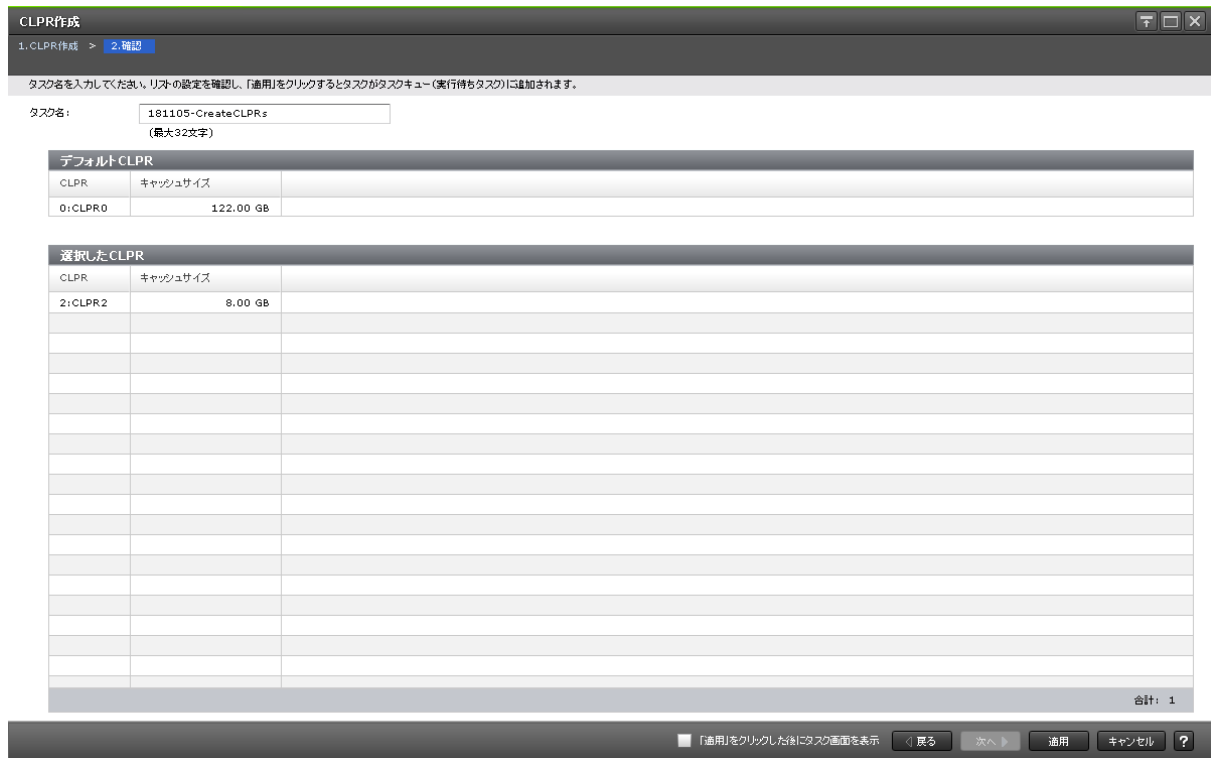 CLPR作成
1.CLPR作成 > 2.確認
タスク名を入力してください。リストの設定を確認し、「適用」をクリックするとタスクがタスクキュー(実行待ちタスク)に追加されます。
タスク名: 181105-CreateCLPRs
(最大32文字)
デフォルトCLPR
CLPR キャッシュサイズ
0:CLPR0 122.00 GB
選択したCLPR
CLPR キャッシュサイズ
2:CLPR2 8.00 GB
合計: 1
「適用」をクリックした後にタスク画面を表示 戻る 次へ 適用 キャンセル ?